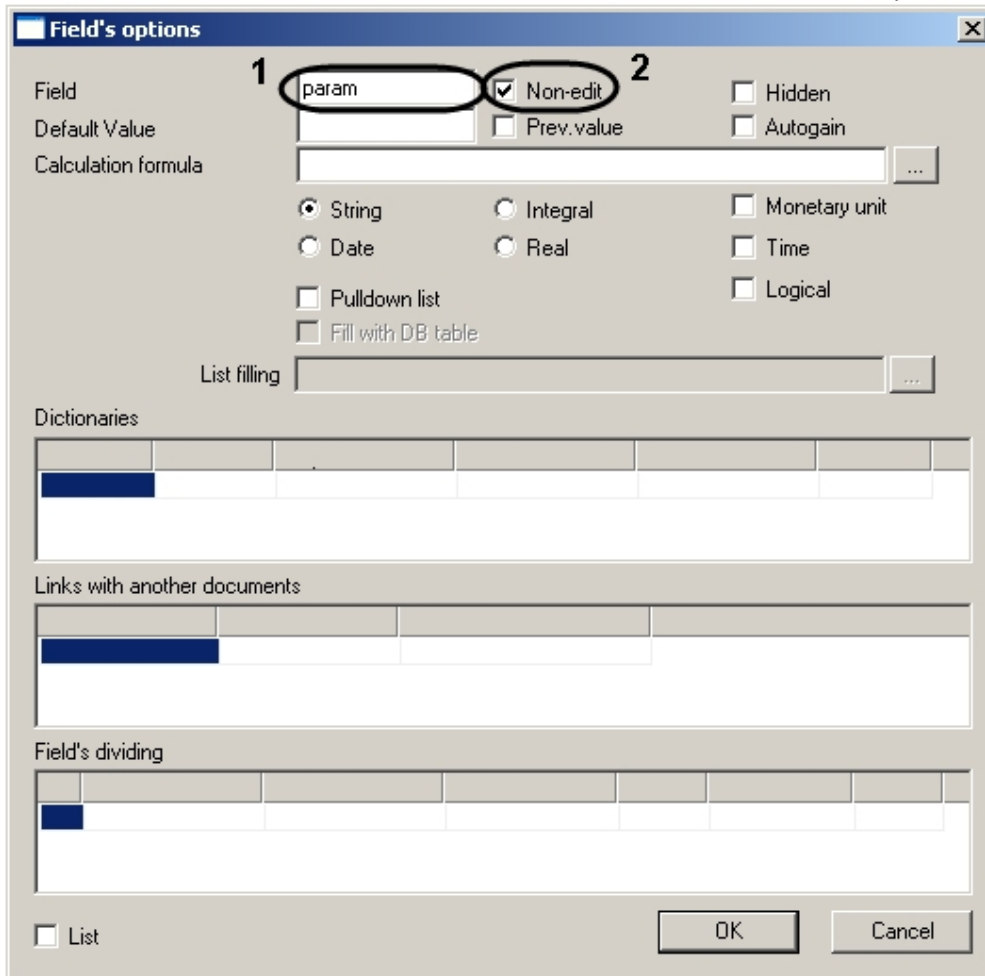 Field's options
1 2
Field param Non-edit Hidden
Default Value Prev.value Autogain
Calculation formula ...
String Integral Monetary unit
Date Real Time
Pulldown list Logical
Fill with DB table
List filling ...
Dictionaries
Links with another documents
Field's dividing
List OK Cancel